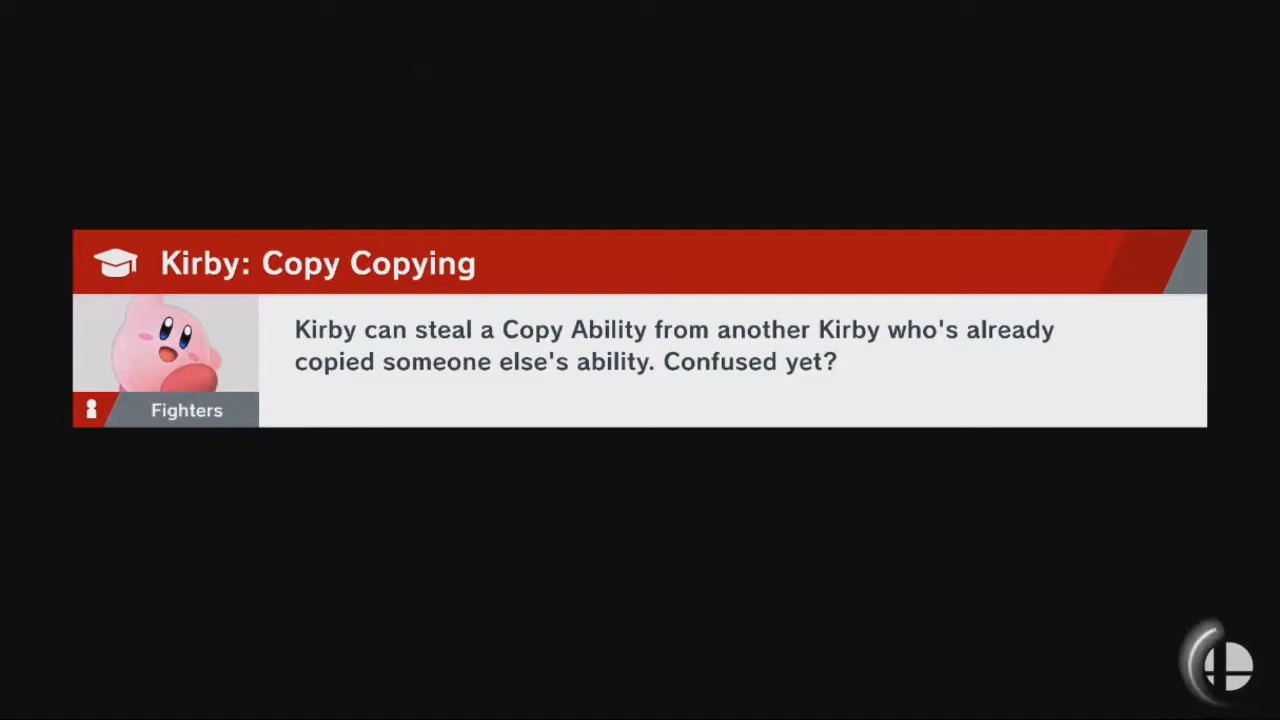 Kirby: Copy Copying
Kirby can steal a Copy Ability from another Kirby who's already
copied someone else's ability. Confused yet?
Fighters